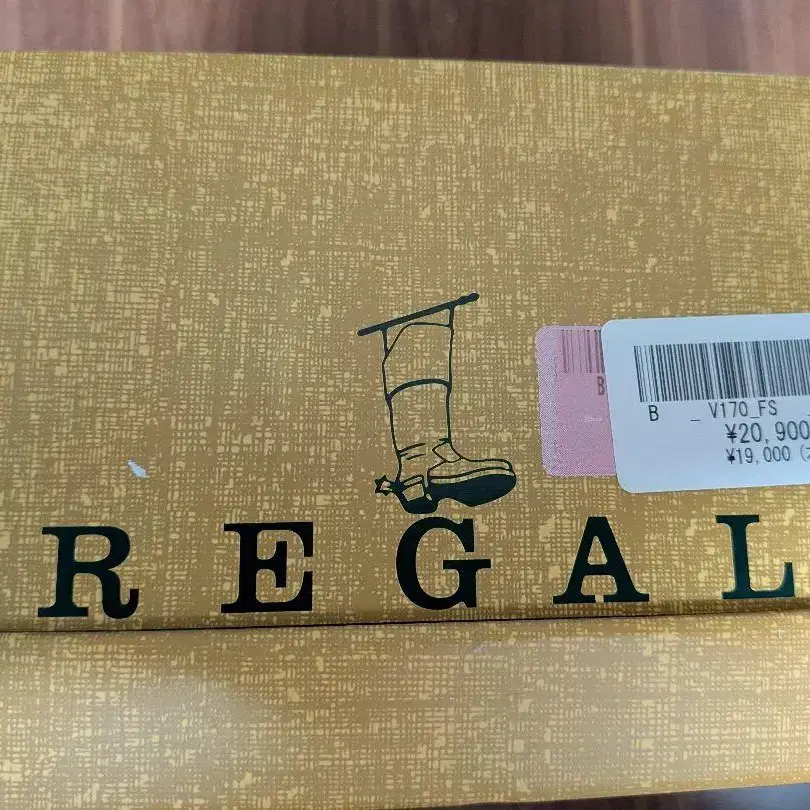 B _ V170_FS
¥20,900
¥19,000
REGAL